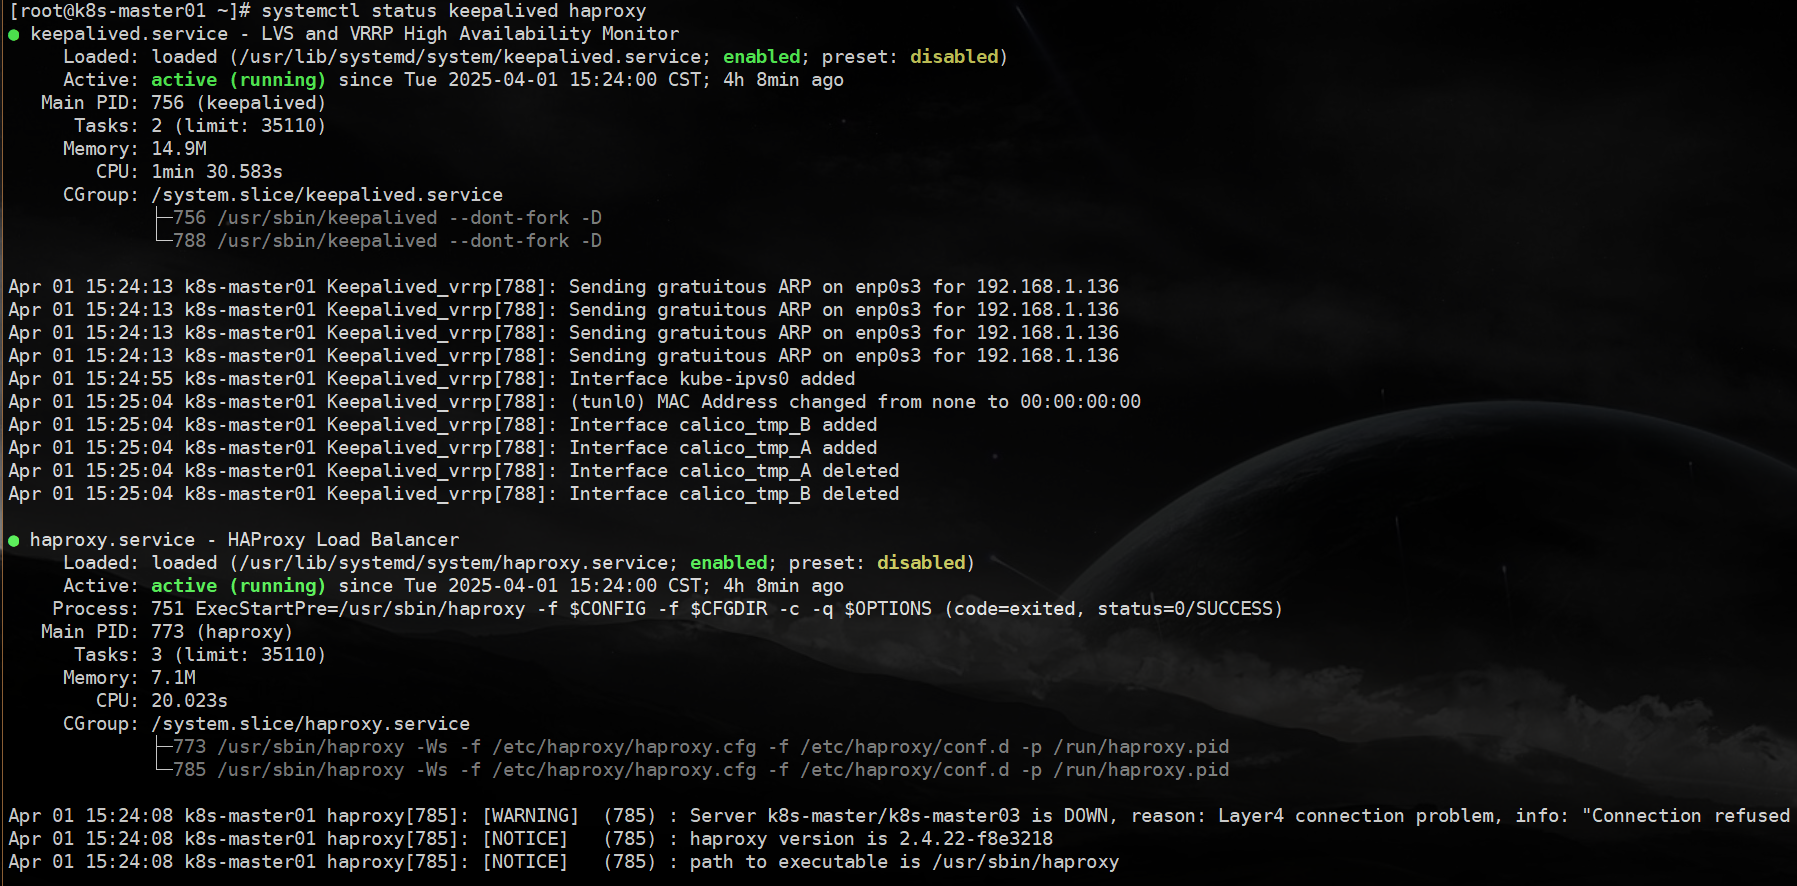 [root@k8s-master01 ~]# systemctl status keepalived haproxy
● keepalived.service - LVS and VRRP High Availability Monitor
     Loaded: loaded (/usr/lib/systemd/system/keepalived.service; enabled; preset: disabled)
     Active: active (running) since Tue 2025-04-01 15:24:00 CST; 4h 8min ago
   Main PID: 756 (keepalived)
      Tasks: 2 (limit: 35110)
     Memory: 14.9M
        CPU: 1min 30.583s
     CGroup: /system.slice/keepalived.service
             ├─756 /usr/sbin/keepalived --dont-fork -D
             └─788 /usr/sbin/keepalived --dont-fork -D

Apr 01 15:24:13 k8s-master01 Keepalived_vrrp[788]: Sending gratuitous ARP on enp0s3 for 192.168.1.136
Apr 01 15:24:13 k8s-master01 Keepalived_vrrp[788]: Sending gratuitous ARP on enp0s3 for 192.168.1.136
Apr 01 15:24:13 k8s-master01 Keepalived_vrrp[788]: Sending gratuitous ARP on enp0s3 for 192.168.1.136
Apr 01 15:24:13 k8s-master01 Keepalived_vrrp[788]: Sending gratuitous ARP on enp0s3 for 192.168.1.136
Apr 01 15:24:55 k8s-master01 Keepalived_vrrp[788]: Interface kube-ipvs0 added
Apr 01 15:25:04 k8s-master01 Keepalived_vrrp[788]: (tunl0) MAC Address changed from none to 00:00:00:00
Apr 01 15:25:04 k8s-master01 Keepalived_vrrp[788]: Interface calico_tmp_B added
Apr 01 15:25:04 k8s-master01 Keepalived_vrrp[788]: Interface calico_tmp_A added
Apr 01 15:25:04 k8s-master01 Keepalived_vrrp[788]: Interface calico_tmp_A deleted
Apr 01 15:25:04 k8s-master01 Keepalived_vrrp[788]: Interface calico_tmp_B deleted

● haproxy.service - HAProxy Load Balancer
     Loaded: loaded (/usr/lib/systemd/system/haproxy.service; enabled; preset: disabled)
     Active: active (running) since Tue 2025-04-01 15:24:00 CST; 4h 8min ago
    Process: 751 ExecStartPre=/usr/sbin/haproxy -f $CONFIG -f $CFGDIR -c -q $OPTIONS (code=exited, status=0/SUCCESS)
   Main PID: 773 (haproxy)
      Tasks: 3 (limit: 35110)
     Memory: 7.1M
        CPU: 20.023s
     CGroup: /system.slice/haproxy.service
             ├─773 /usr/sbin/haproxy -Ws -f /etc/haproxy/haproxy.cfg -f /etc/haproxy/conf.d -p /run/haproxy.pid
             └─785 /usr/sbin/haproxy -Ws -f /etc/haproxy/haproxy.cfg -f /etc/haproxy/conf.d -p /run/haproxy.pid

Apr 01 15:24:08 k8s-master01 haproxy[785]: [WARNING]  (785) : Server k8s-master/k8s-master03 is DOWN, reason: Layer4 connection problem, info: "Connection refused
Apr 01 15:24:08 k8s-master01 haproxy[785]: [NOTICE]   (785) : haproxy version is 2.4.22-f8e3218
Apr 01 15:24:08 k8s-master01 haproxy[785]: [NOTICE]   (785) : path to executable is /usr/sbin/haproxy